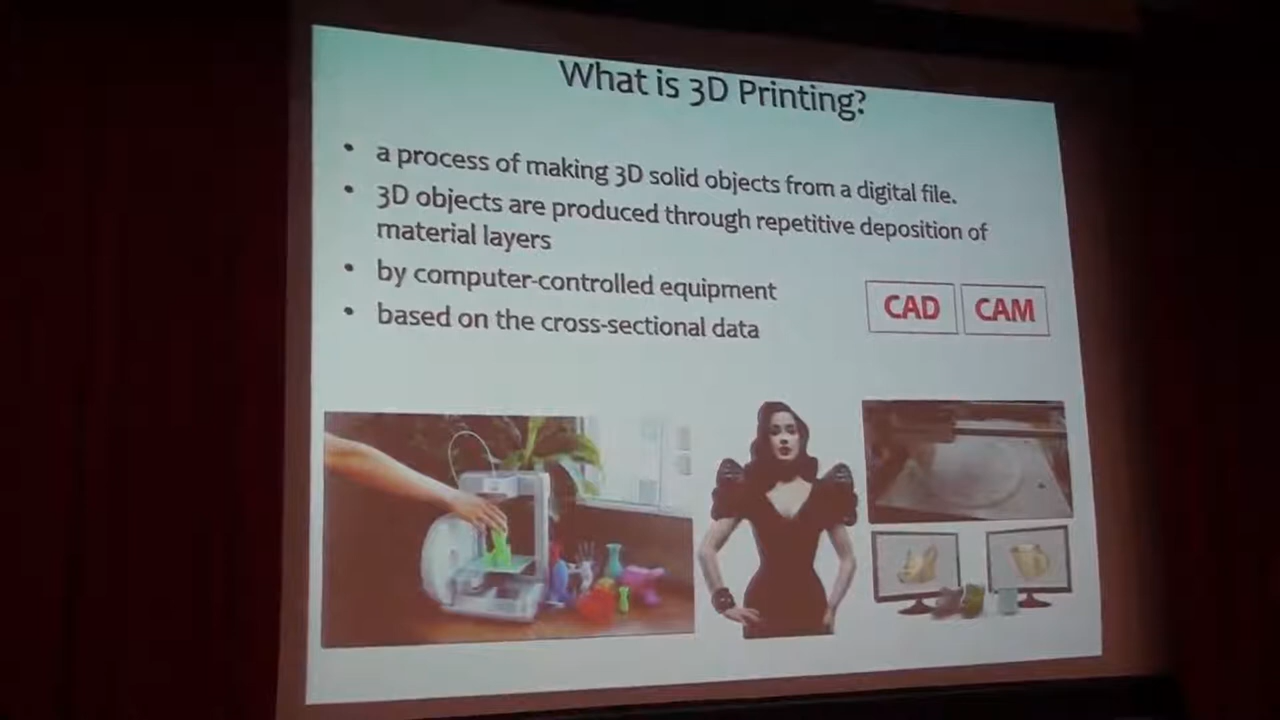 What is 3D Printing?
• a process of making 3D solid objects from a digital file.
• 3D objects are produced through repetitive deposition of
material layers
• by computer-controlled equipment
• based on the cross-sectional data
CAD CAM